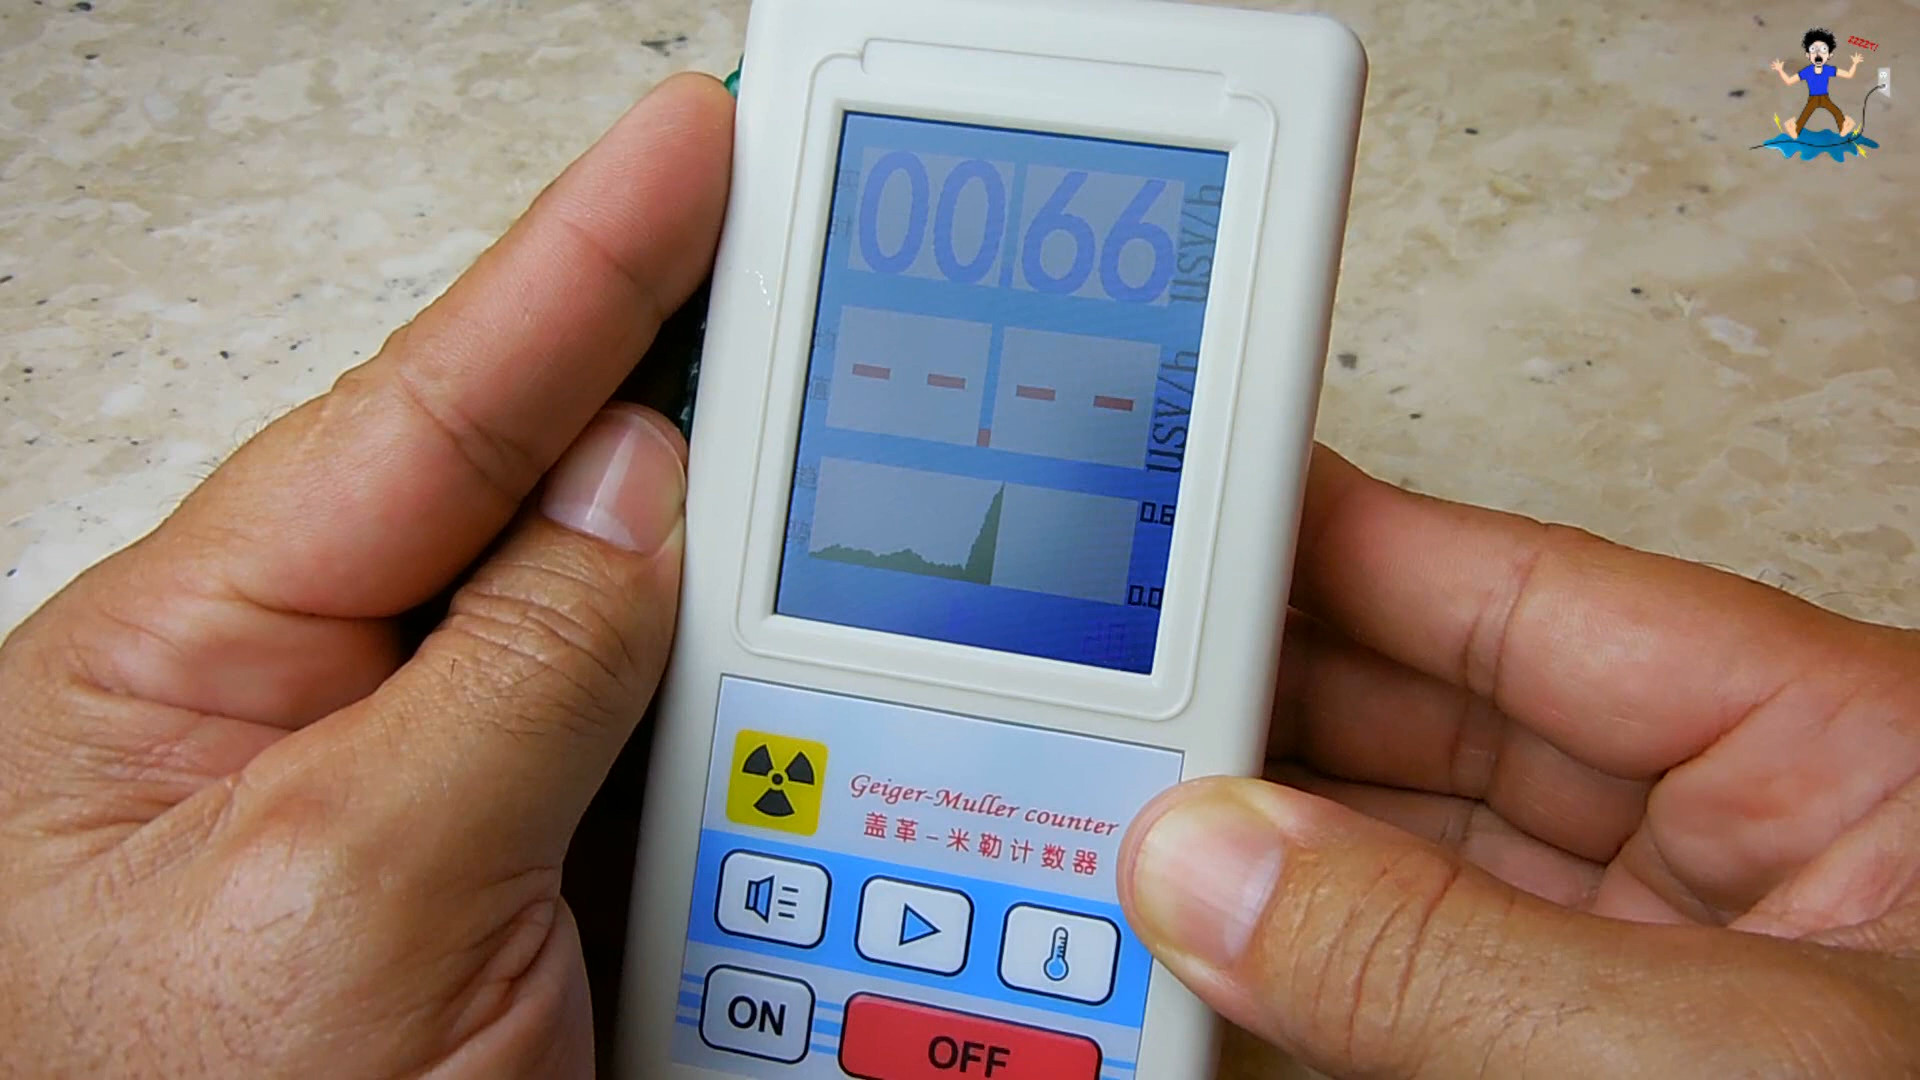 ZZZZT!
0066
uSV/h
-- --
uSV/h
0.6
0.0
Geiger-Muller counter
盖革-米勒计数器
ON
OFF